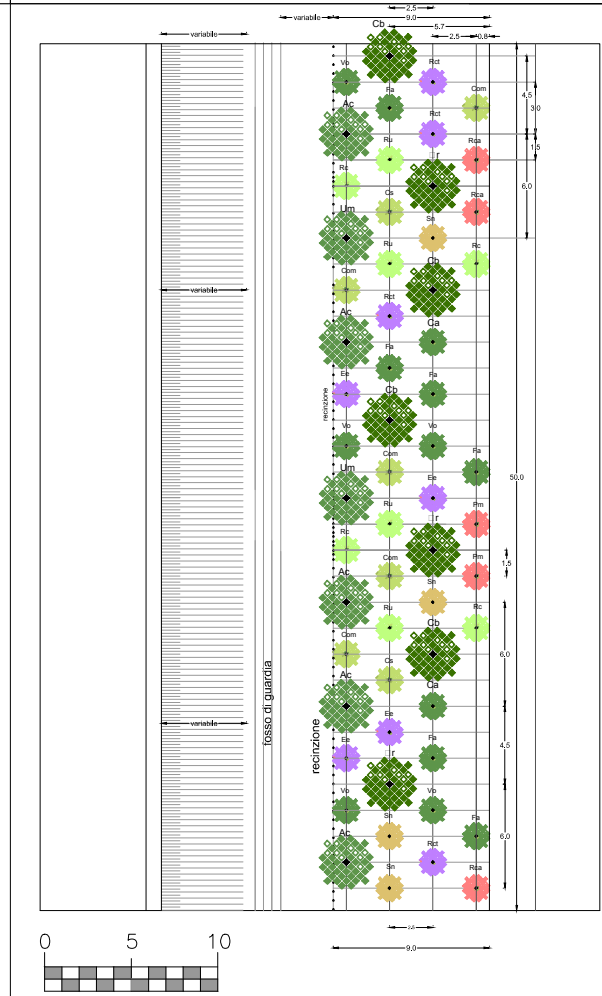 2.5
variabile
variabile
9.0
Cb
5.7
2.5
0.8
Vo
Rct
Fa
Com
4.5
3.0
Ac
Rct
Ru
r
Rca
1.5
Rc
6.0
Um
Cs
Sn
Rca
Ru
Cb
Rc
Com
variabile
Ac
Rct
Ca
Fa
Ee
Cb
Fa
recinzione
Vo
Vo
Um
Com
Fa
50.0
Ee
Ru
r
Pm
Rc
Com
Pm
1.5
Ac
Sn
Ru
Cb
Rc
Com
Cs
6.0
Ac
Ca
fosso di guardia
variabile
recinzione
Ee
Ee
r
Fa
4.5
Vo
Vo
Sn
Fa
6.0
Ac
Rct
Sn
Rca
2.5
0 5 10
9.0